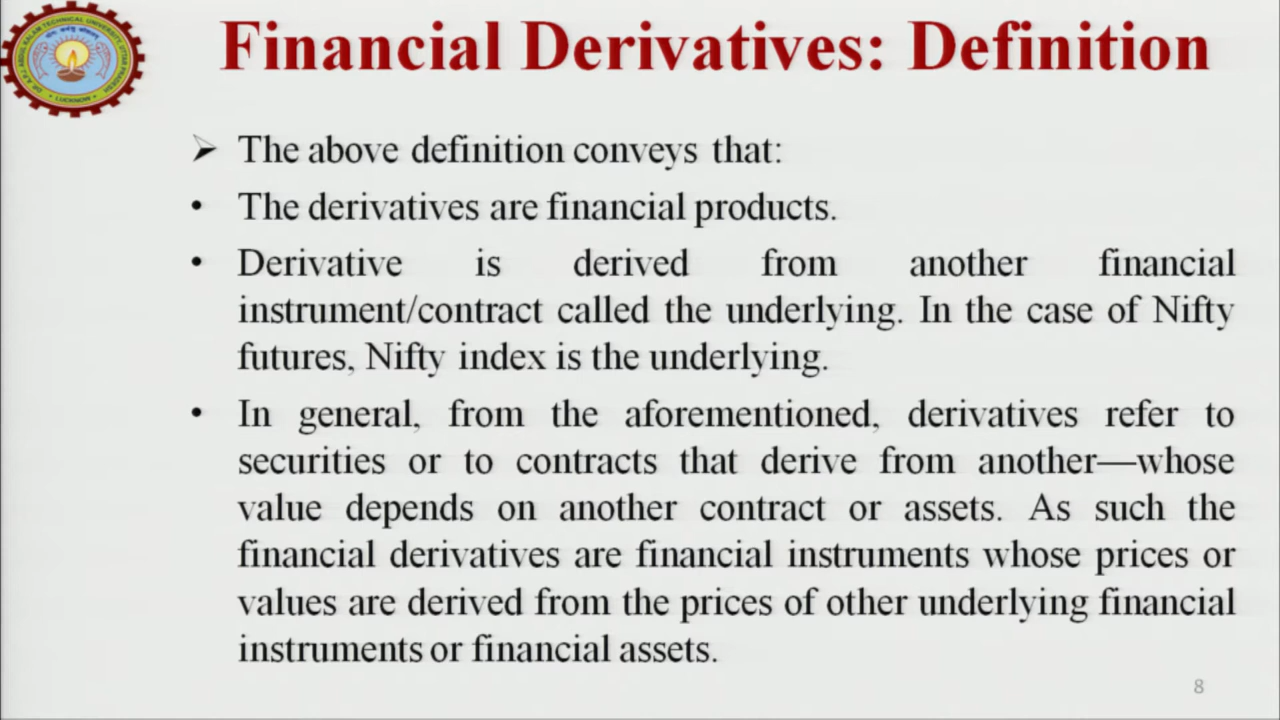 Financial Derivatives: Definition
➢ The above definition conveys that:
• The derivatives are financial products.
• Derivative is derived from another financial
instrument/contract called the underlying. In the case of Nifty
futures, Nifty index is the underlying.
• In general, from the aforementioned, derivatives refer to
securities or to contracts that derive from another—whose
value depends on another contract or assets. As such the
financial derivatives are financial instruments whose prices or
values are derived from the prices of other underlying financial
instruments or financial assets.
8